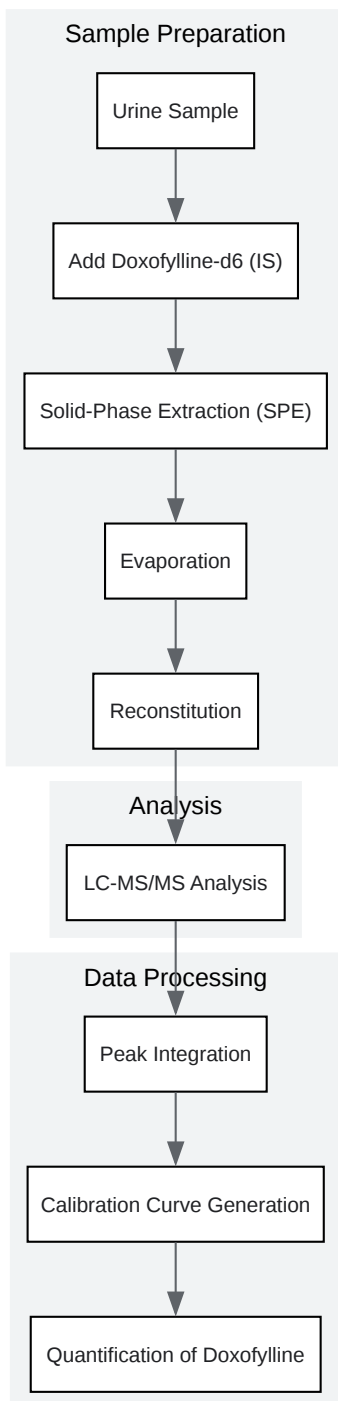 Sample Preparation
Urine Sample
Add Doxofylline-d6 (IS)
Solid-Phase Extraction (SPE)
Evaporation
Reconstitution
Analysis
LC-MS/MS Analysis
Data Processing
Peak Integration
Calibration Curve Generation
Quantification of Doxofylline